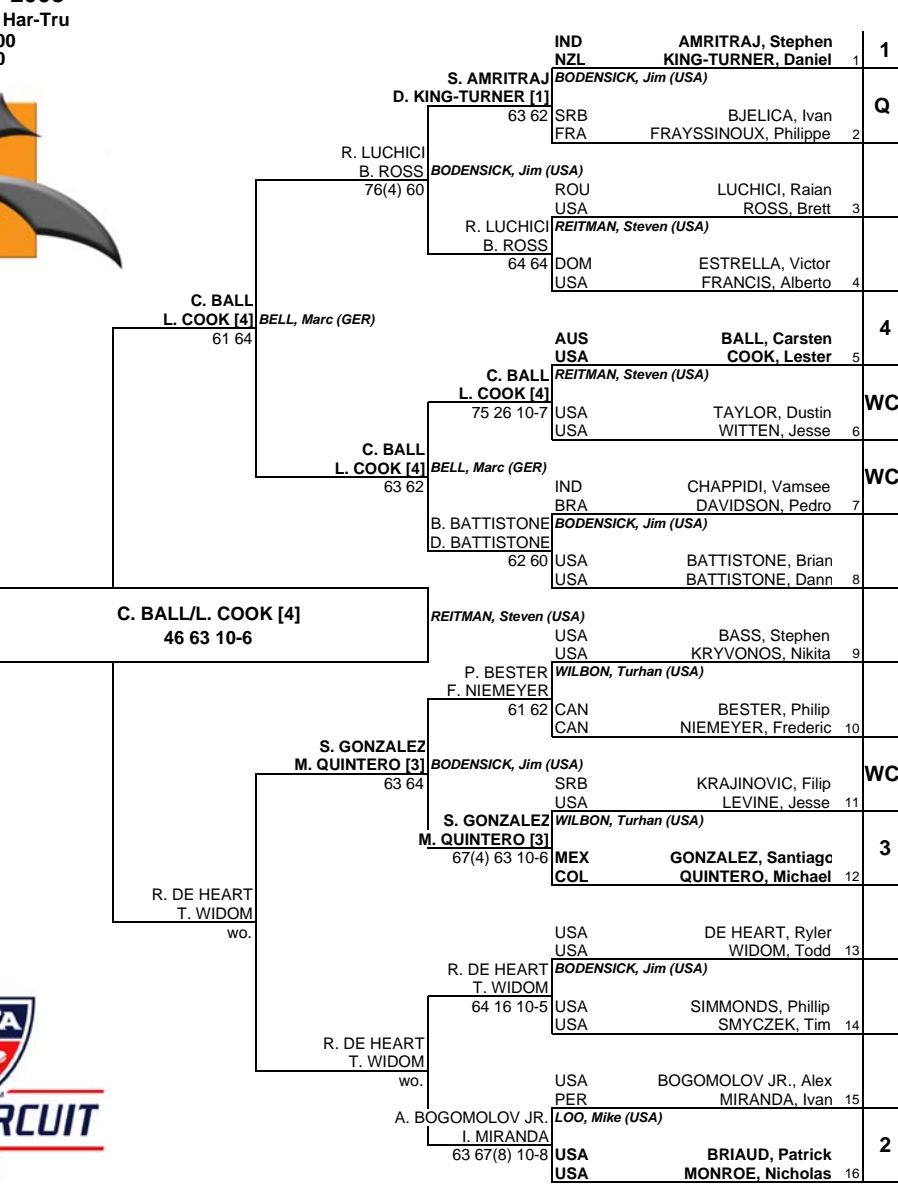 Har-Tru
IND AMRITRAJ, Stephen
NZL KING-TURNER, Daniel 1
1
S. AMRITRAJ BODENSICK, Jim (USA)
D. KING-TURNER [1]
Q
63 62 SRB BJELICA, Ivan
FRA FRAYSSINOUX, Philippe 2
R. LUCHICI
B. ROSS BODENSICK, Jim (USA)
76(4) 60 ROU LUCHICI, Raian
USA ROSS, Brett 3
R. LUCHICI REITMAN, Steven (USA)
B. ROSS
64 64 DOM ESTRELLA, Victor
USA FRANCIS, Alberto 4
C. BALL
L. COOK [4] BELL, Marc (GER)
61 64
4
AUS BALL, Carsten
USA COOK, Lester 5
C. BALL REITMAN, Steven (USA)
L. COOK [4]
WC
75 26 10-7 USA TAYLOR, Dustin
USA WITTEN, Jesse 6
C. BALL
L. COOK [4] BELL, Marc (GER)
WC
63 62 IND CHAPPIDI, Vamsee
BRA DAVIDSON, Pedro 7
B. BATTISTONE BODENSICK, Jim (USA)
D. BATTISTONE
62 60 USA BATTISTONE, Brian
USA BATTISTONE, Dann 8
C. BALL/L. COOK [4] REITMAN, Steven (USA)
46 63 10-6
USA BASS, Stephen
USA KRYVONOS, Nikita 9
P. BESTER WILBON, Turhan (USA)
F. NIEMEYER
61 62 CAN BESTER, Philip
CAN NIEMEYER, Frederic 10
S. GONZALEZ
M. QUINTERO [3] BODENSICK, Jim (USA)
WC
63 64 SRB KRAJINOVIC, Filip
USA LEVINE, Jesse 11
S. GONZALEZ WILBON, Turhan (USA)
M. QUINTERO [3]
3
67(4) 63 10-6 MEX GONZALEZ, Santiago
COL QUINTERO, Michael 12
R. DE HEART
T. WIDOM
wo.
USA DE HEART, Ryler
USA WIDOM, Todd 13
R. DE HEART BODENSICK, Jim (USA)
T. WIDOM
64 16 10-5 USA SIMMONDS, Phillip
USA SMYCZEK, Tim 14
R. DE HEART
T. WIDOM
wo.
USA BOGOMOLOV JR., Alex
PER MIRANDA, Ivan 15
A. BOGOMOLOV JR. LOO, Mike (USA)
I. MIRANDA
2
63 67(8) 10-8 USA BRIAUD, Patrick
USA MONROE, Nicholas 16